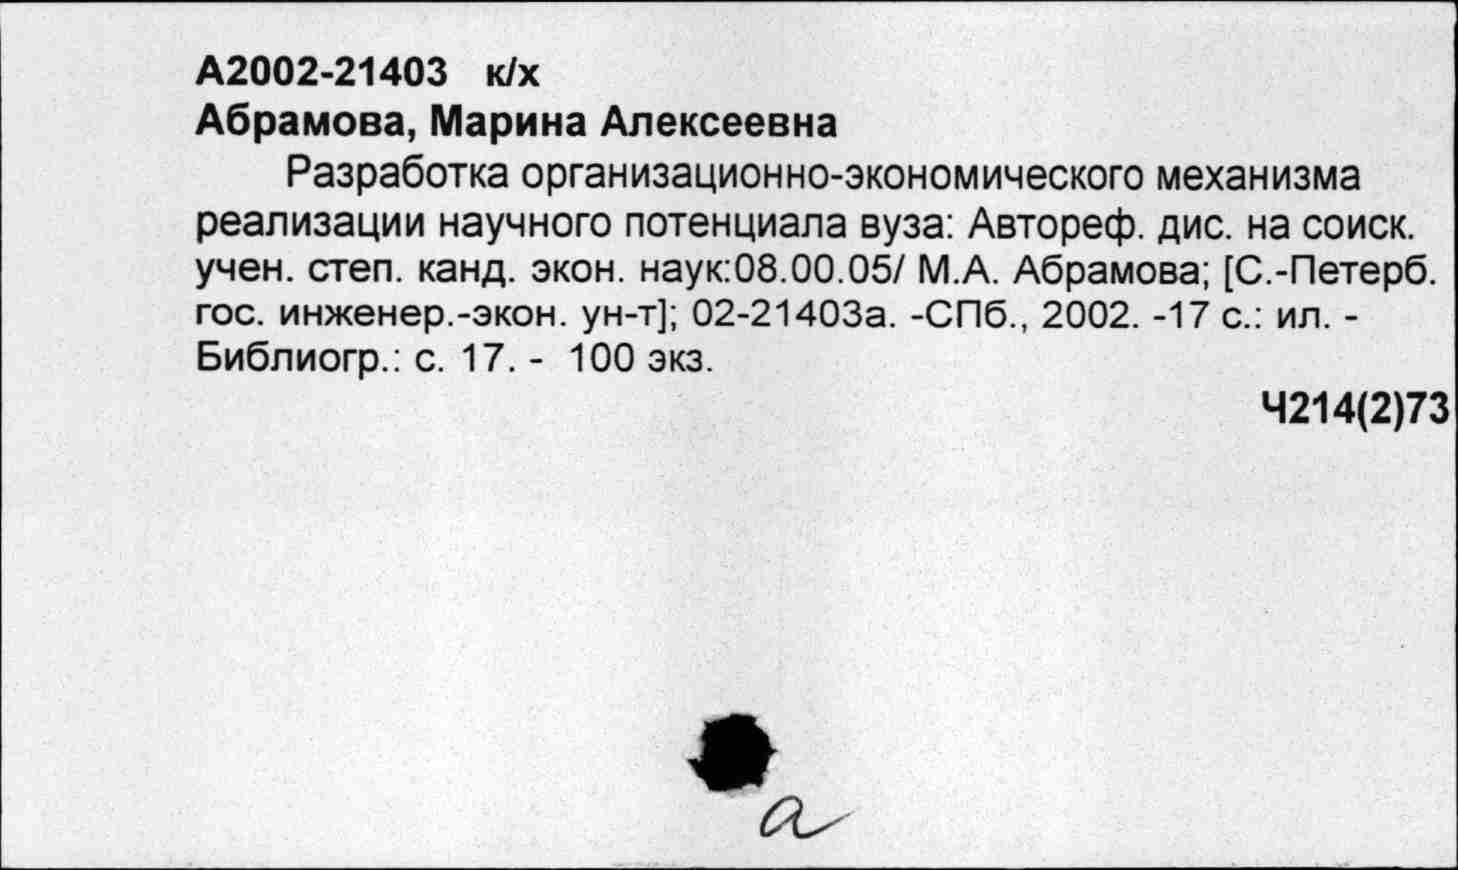 А2002-21403 к/х
Абрамова, Марина Алексеевна
Разработка организационно-экономического механизма
реализации научного потенциала вуза: Автореф. дис. на соиск.
учен. степ. канд. экон. наук:08.00.05/ М.А. Абрамова; [С.-Петерб.
гос. инженер.-экон. ун-т]; 02-21403а. -СПб., 2002. -17 с.: ил. -
Библиогр.: с. 17. - 100 экз.
Ч214(2)73
а